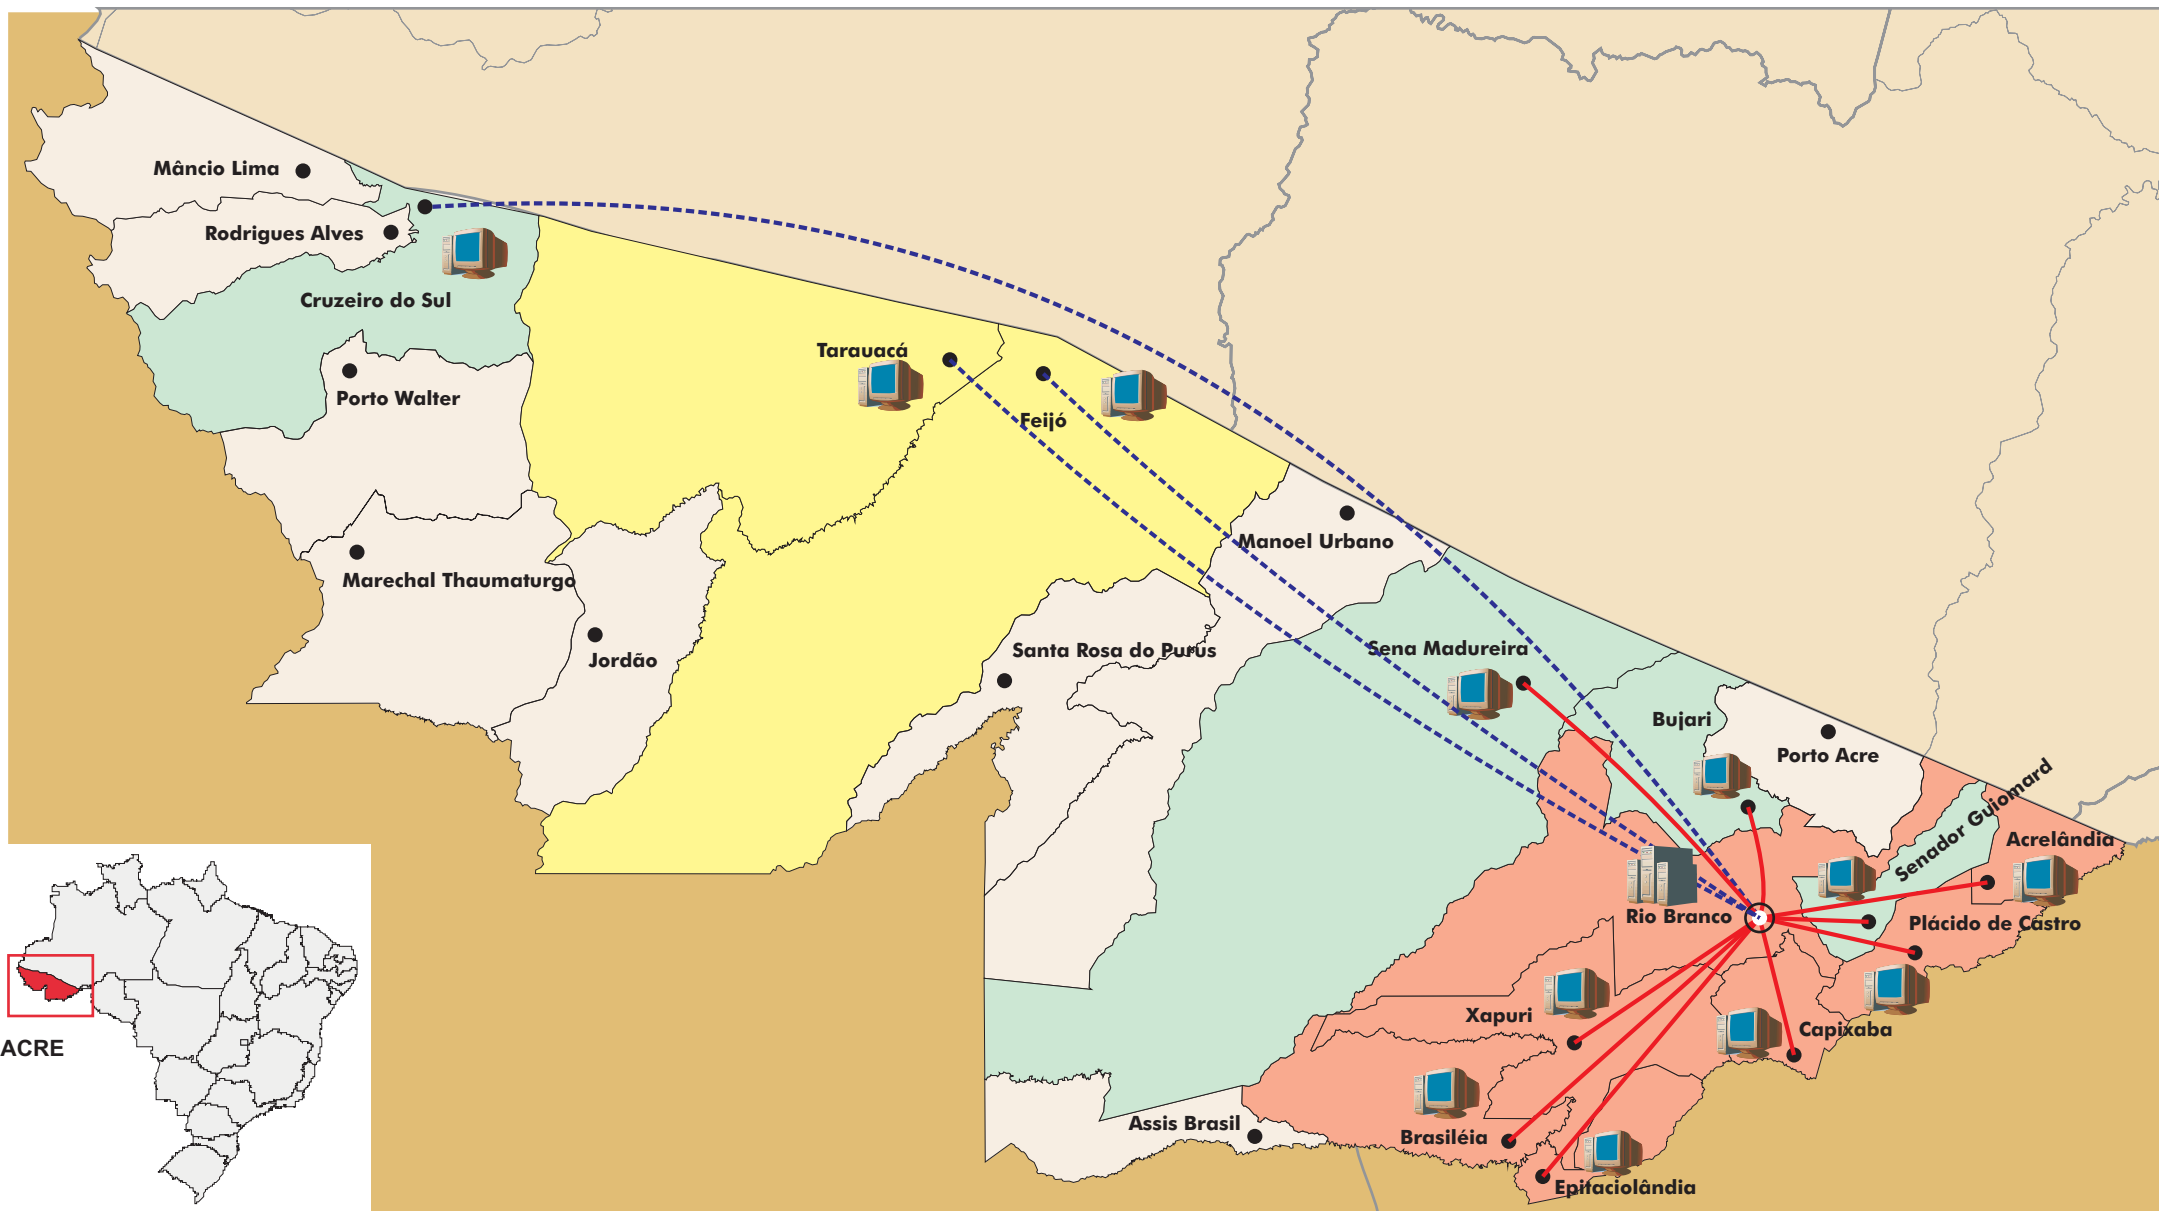 Mâncio Lima
Rodrigues Alves
Cruzeiro do Sul
Tarauacá
Porto Walter
Feijó
Manoel Urbano
Marechal Thaumaturgo
Jordão
Santa Rosa do Purus
Sena Madureira
Bujari
Porto Acre
Senador Guiomard
Acrelândia
Rio Branco
Plácido de Castro
Xapuri
Capixaba
ACRE
Assis Brasil
Brasiléia
Epitaciolândia